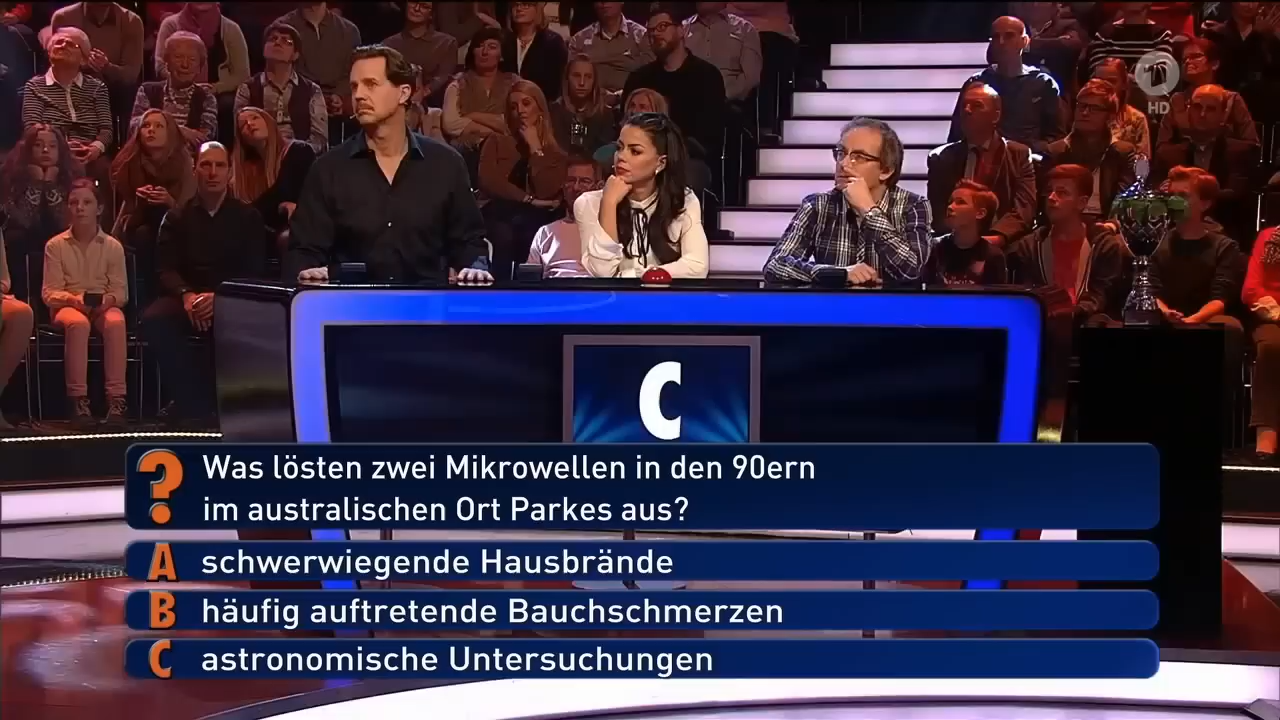 HD
C
? Was lösten zwei Mikrowellen in den 90ern
im australischen Ort Parkes aus?
A schwerwiegende Hausbrände
B häufig auftretende Bauchschmerzen
C astronomische Untersuchungen